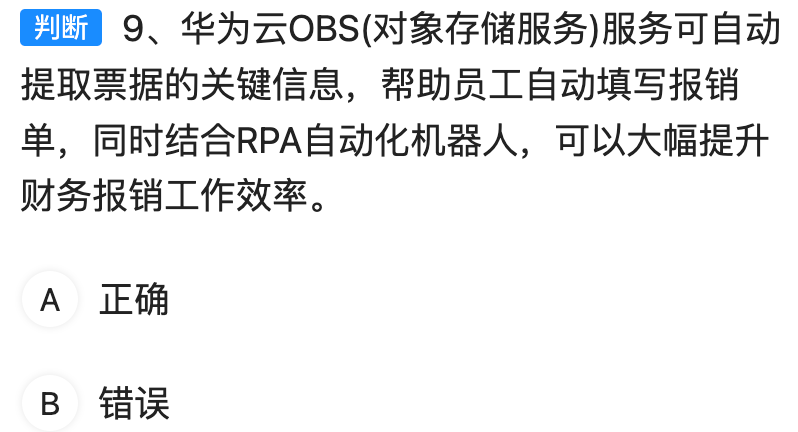 判断 9、华为云OBS(对象存储服务)服务可自动
提取票据的关键信息，帮助员工自动填写报销
单，同时结合RPA自动化机器人，可以大幅提升
财务报销工作效率。
A 正确
B 错误